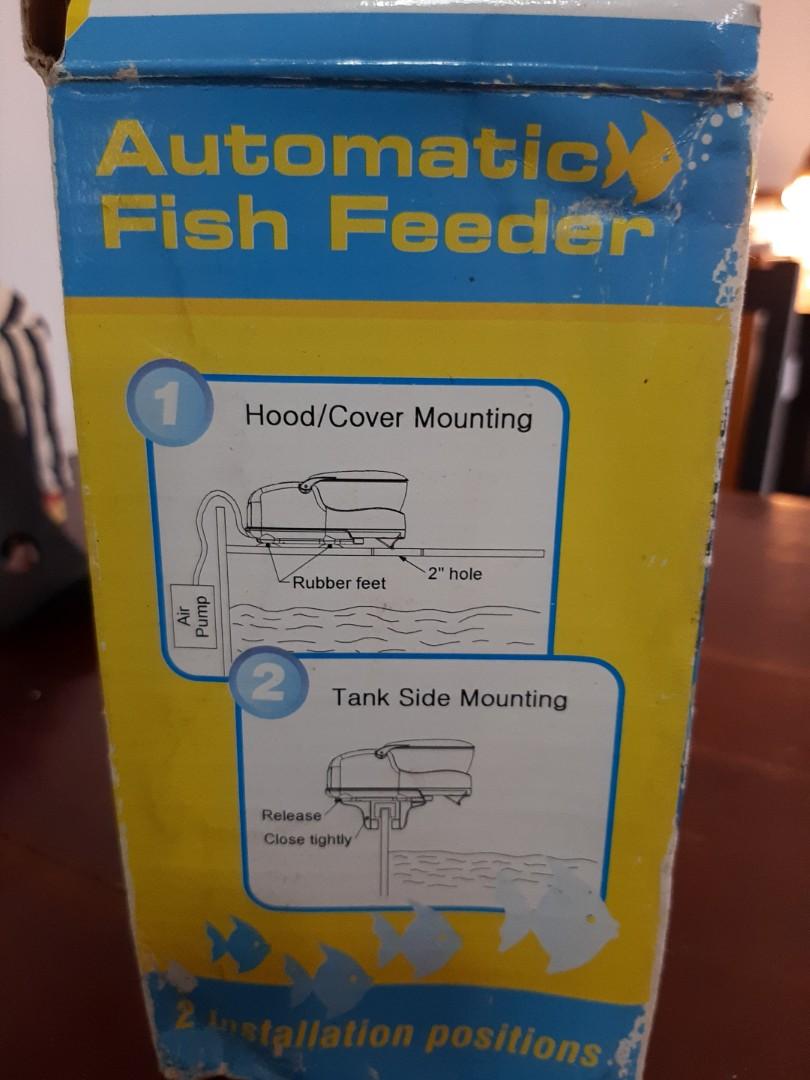 Automatic
Fish Feeder
1
Hood/Cover Mounting
Rubber feet
2" hole
Air
Pump
2
Tank Side Mounting
Release
Close tightly
2 installation positions